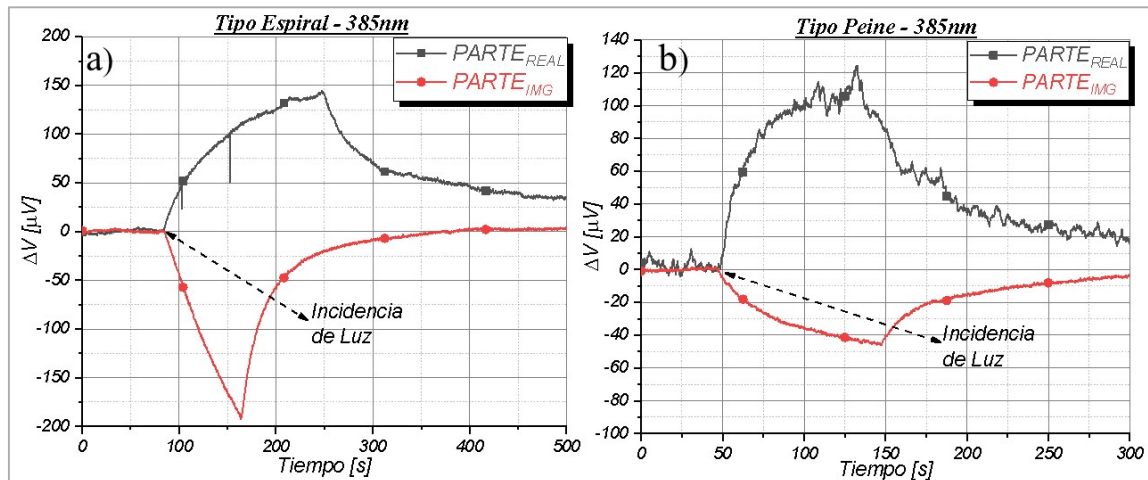 Tipo Espiral - 385nm
a)
PARTE_REAL
PARTE_IMG
200
150
100
50
0
-50
-100
-150
-200
ΔV [µV]
Incidencia
de Luz
0 100 200 300 400 500
Tiempo [s]
Tipo Peine - 385nm
b)
PARTE_REAL
PARTE_IMG
140
120
100
80
60
40
20
0
-20
-40
-60
-80
-100
ΔV [µV]
Incidencia
de Luz
0 50 100 150 200 250 300
Tiempo [s]